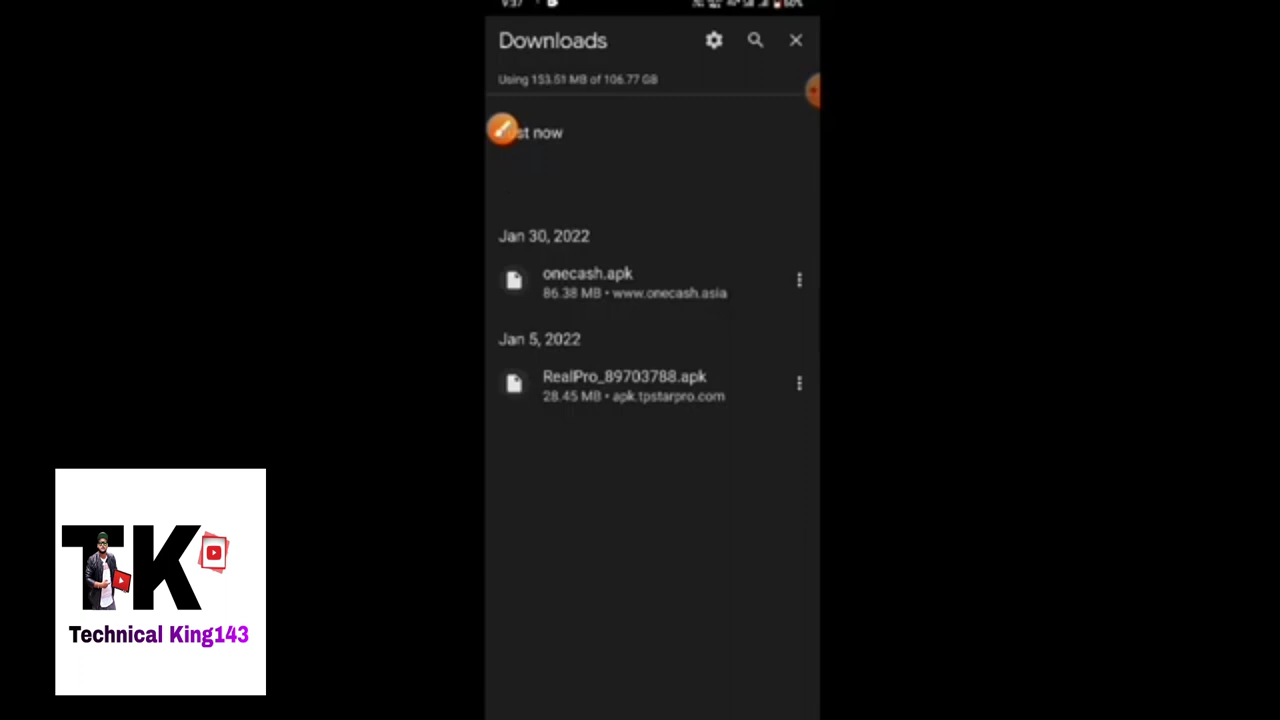 Downloads
Using 153.51 MB of 106.77 GB
st now
Jan 30, 2022
onecash.apk
86.38 MB • www.onecash.asia
Jan 5, 2022
RealPro_89703788.apk
28.45 MB • apk.tpstarpro.com
TK
Technical King143